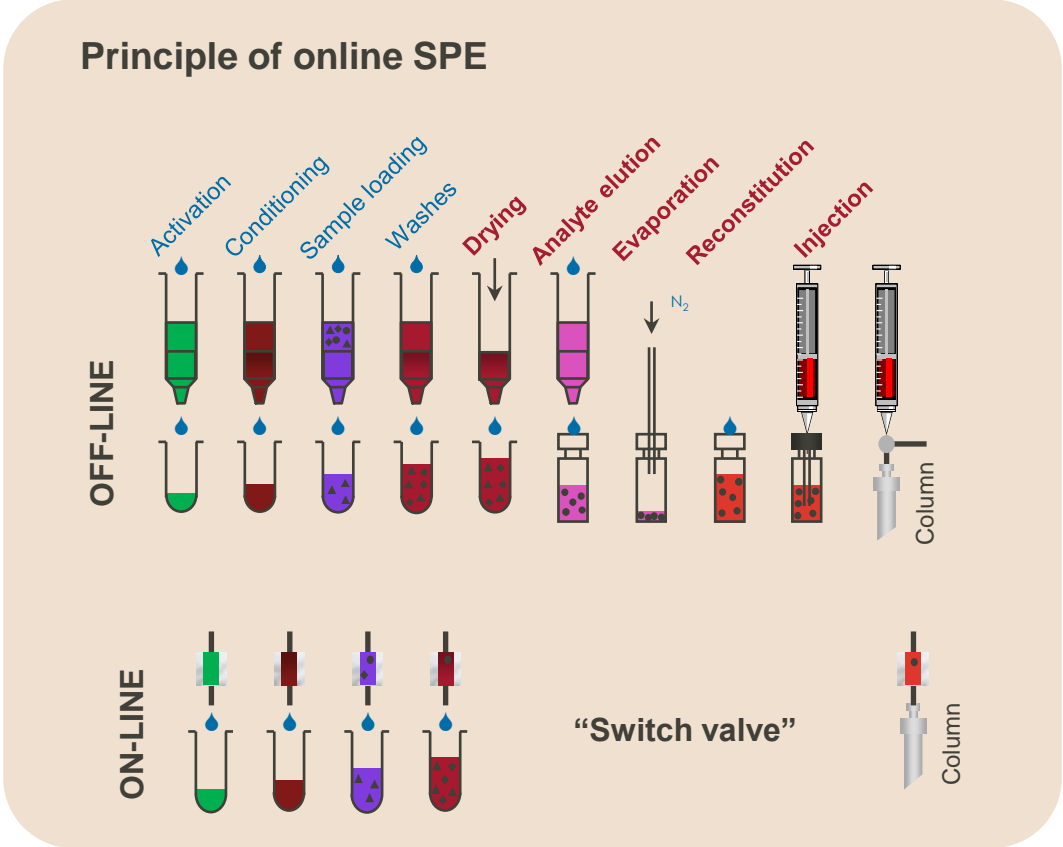 Principle of online SPE
Activation
Conditioning
Sample loading
Washes
Drying
Analyte elution
Evaporation
Reconstitution
Injection
N₂
OFF-LINE
Column
ON-LINE
“Switch valve”
Column